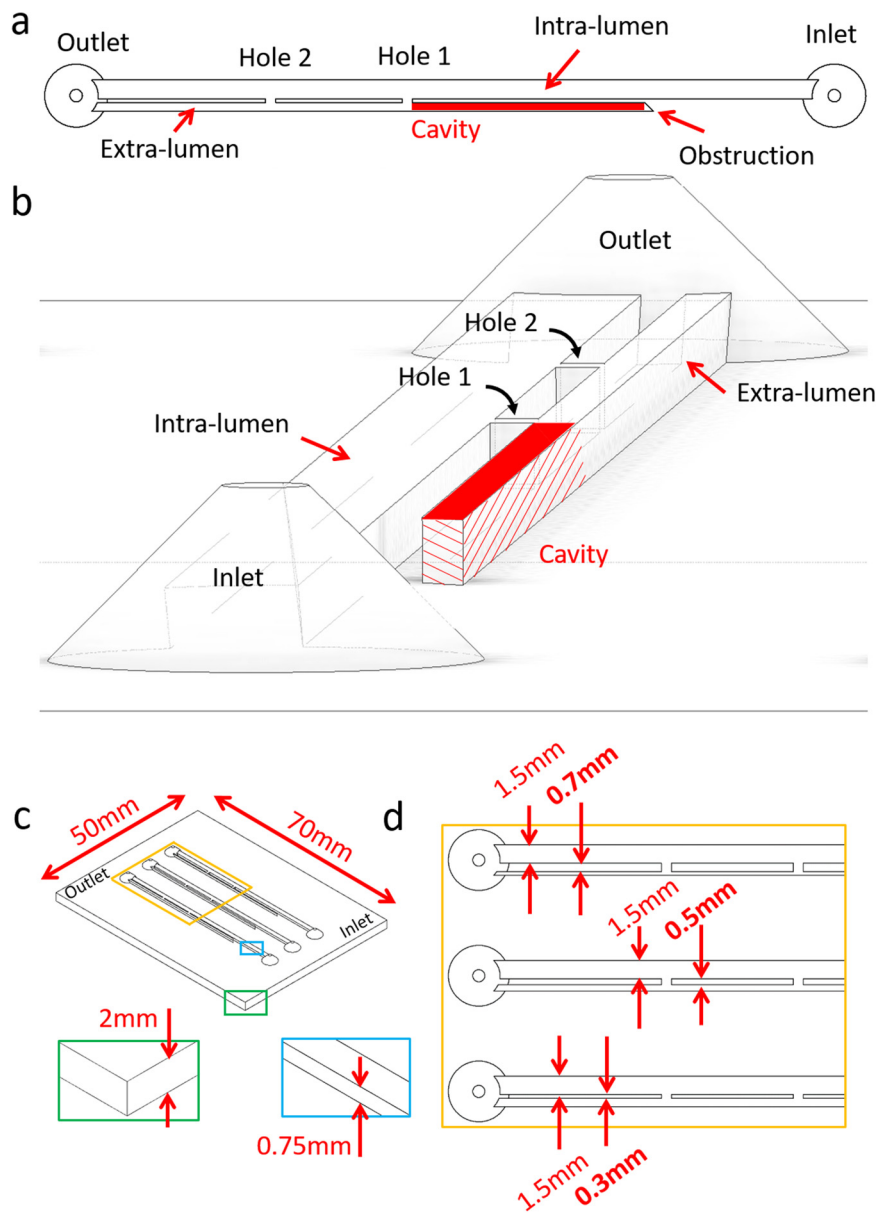 a
Outlet
Hole 2
Hole 1
Intra-lumen
Inlet
Extra-lumen
Cavity
Obstruction
b
Outlet
Hole 2
Hole 1
Extra-lumen
Intra-lumen
Inlet
Cavity
c
50mm
70mm
Outlet
Inlet
2mm
0.75mm
d
1.5mm
0.7mm
1.5mm
0.5mm
1.5mm
0.3mm